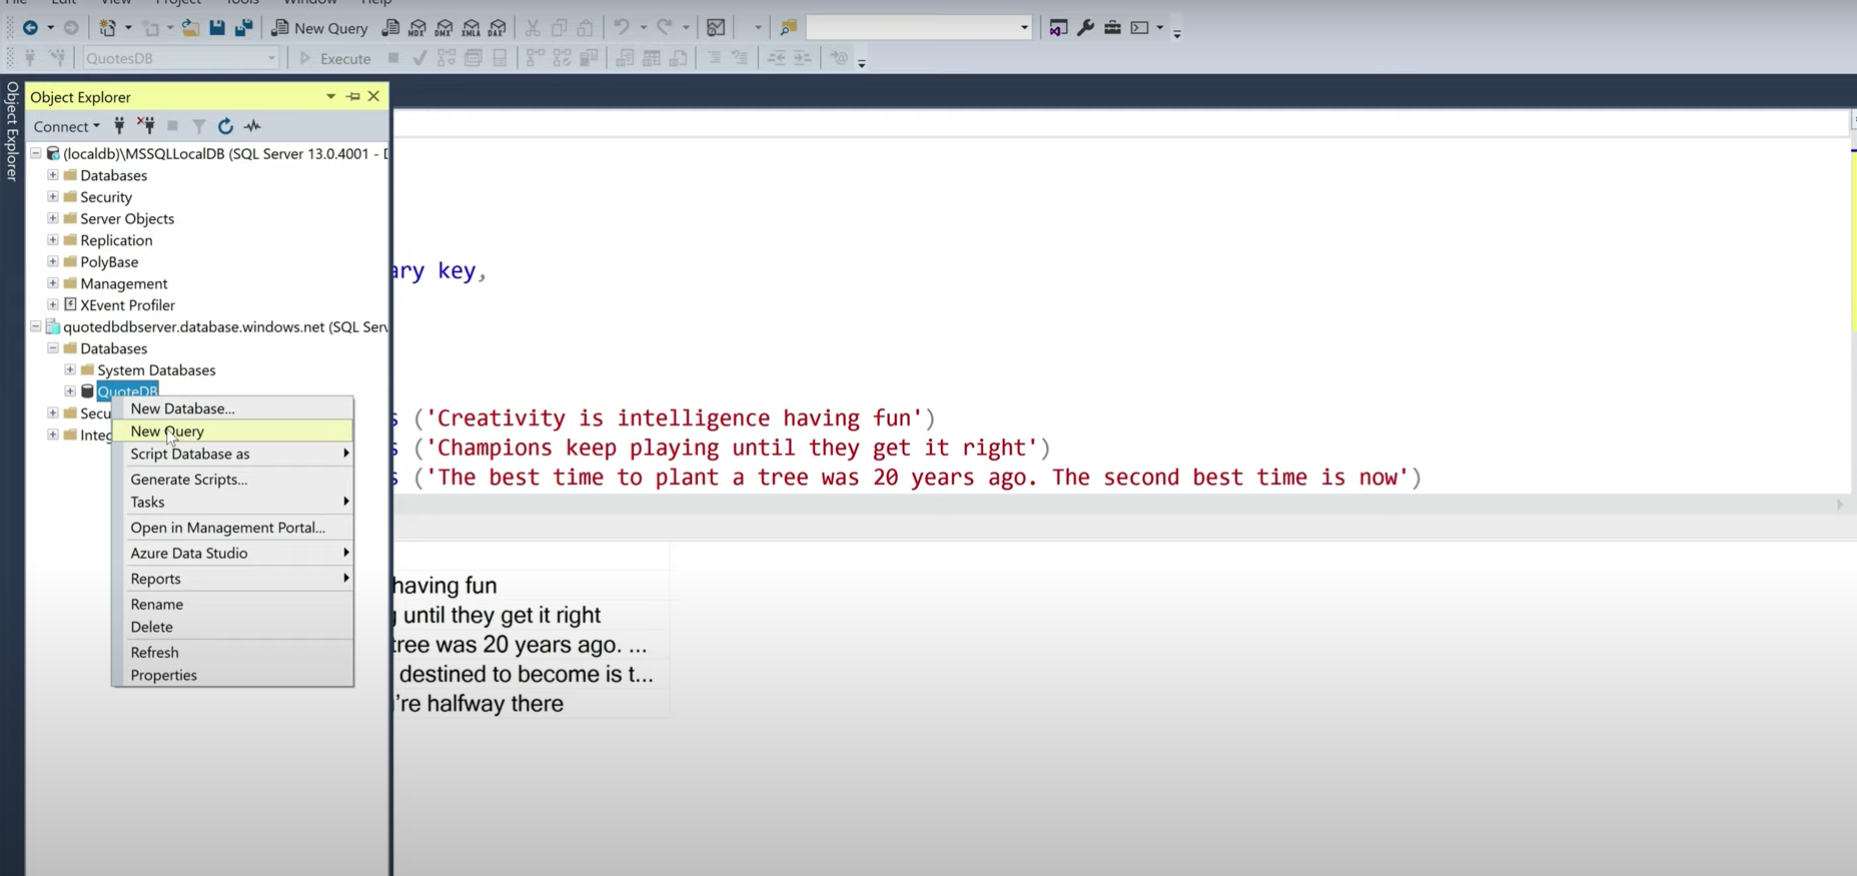 File Edit View Project Tools Window Help
New Query MDX DMX XMLA DAX
QuotesDB Execute
Object Explorer
Object Explorer
Connect
(localdb)\MSSQLLocalDB (SQL Server 13.0.4001 -
Databases
Security
Server Objects
Replication
PolyBase
Management
XEvent Profiler
quotedbdbserver.database.windows.net (SQL Serv
Databases
System Databases
QuoteDB
Secu
Integ
New Database...
New Query
Script Database as
Generate Scripts...
Tasks
Open in Management Portal...
Azure Data Studio
Reports
Rename
Delete
Refresh
Properties
ary key,
s ('Creativity is intelligence having fun')
s ('Champions keep playing until they get it right')
s ('The best time to plant a tree was 20 years ago. The second best time is now')
having fun
g until they get it right
tree was 20 years ago. ...
destined to become is t...
're halfway there